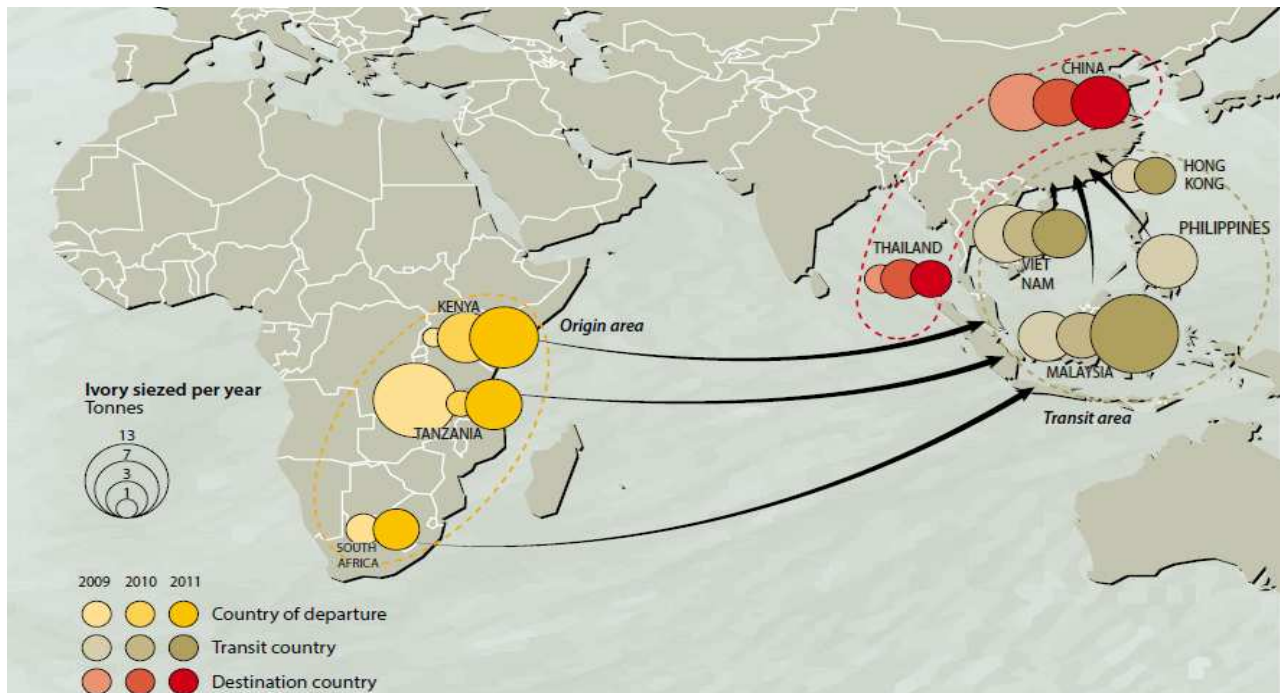 CHINA
HONG
KONG
PHILIPPINES
THAILAND
VIET
NAM
KENYA
Origin area
MALAYSIA
Ivory siezed per year
Tonnes
TANZANIA
Transit area
13
7
3
1
SOUTH
AFRICA
2009 2010 2011
Country of departure
Transit country
Destination country